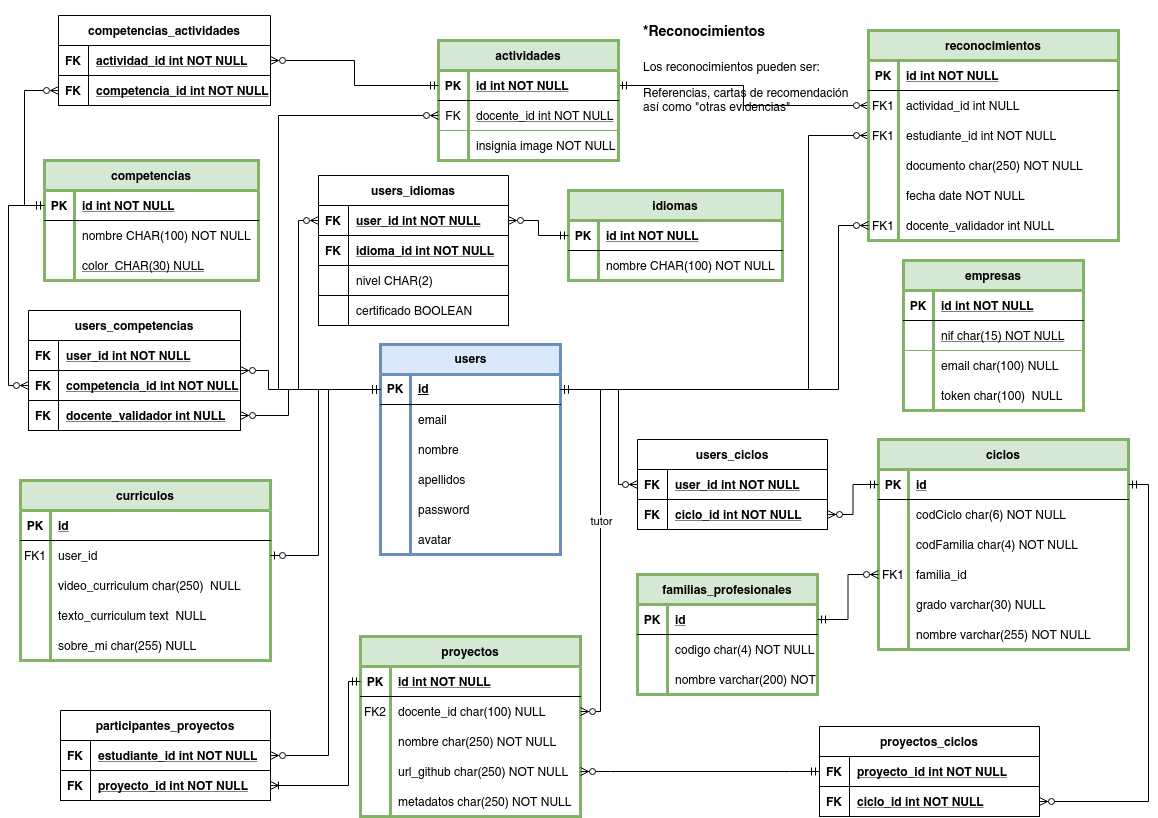 competencias_actividades
FK actividad_id int NOT NULL
FK competencia_id int NOT NULL
actividades
PK id int NOT NULL
FK docente_id int NOT NULL
insignia image NOT NULL
*Reconocimientos
Los reconocimientos pueden ser:
Referencias, cartas de recomendación
así como "otras evidencias"
reconocimientos
PK id int NOT NULL
FK1 actividad_id int NULL
FK1 estudiante_id int NOT NULL
documento char(250) NOT NULL
fecha date NOT NULL
FK1 docente_validador int NULL
competencias
PK id int NOT NULL
nombre CHAR(100) NOT NULL
color CHAR(30) NULL
users_idiomas
FK user_id int NOT NULL
FK idioma_id int NOT NULL
nivel CHAR(2)
certificado BOOLEAN
idiomas
PK id int NOT NULL
nombre CHAR(100) NOT NULL
empresas
PK id int NOT NULL
nif char(15) NOT NULL
email char(100) NULL
token char(100) NULL
users_competencias
FK user_id int NOT NULL
FK competencia_id int NOT NULL
FK docente_validador int NULL
users
PK id
email
nombre
apellidos
password
avatar
users_ciclos
FK user_id int NOT NULL
FK ciclo_id int NOT NULL
tutor
ciclos
PK id
codCiclo char(6) NOT NULL
codFamilia char(4) NOT NULL
FK1 familia_id
grado varchar(30) NULL
nombre varchar(255) NOT NULL
curriculos
PK id
FK1 user_id
video_curriculum char(250) NULL
texto_curriculum text NULL
sobre_mi char(255) NULL
familias_profesionales
PK id
codigo char(4) NOT NULL
nombre varchar(200) NOT
proyectos
PK id int NOT NULL
FK2 docente_id char(100) NULL
nombre char(250) NOT NULL
url_github char(250) NOT NULL
metadatos char(250) NOT NULL
participantes_proyectos
FK estudiante_id int NOT NULL
FK proyecto_id int NOT NULL
proyectos_ciclos
FK proyecto_id int NOT NULL
FK ciclo_id int NOT NULL